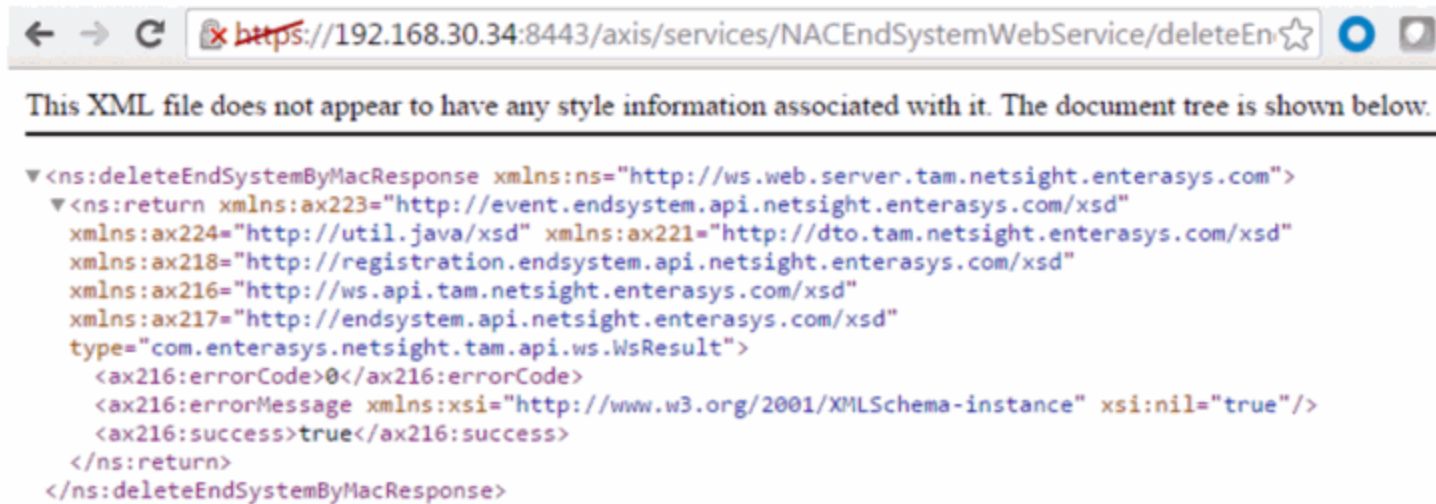 https://192.168.30.34:8443/axis/services/NACEndSystemWebService/deleteEn
This XML file does not appear to have any style information associated with it. The document tree is shown below.
▼<ns:deleteEndSystemByMacResponse xmlns:ns="http://ws.web.server.tam.netsight.enterasys.com">
▼<ns:return xmlns:ax223="http://event.endsystem.api.netsight.enterasys.com/xsd"
xmlns:ax224="http://util.java/xsd" xmlns:ax221="http://dto.tam.netsight.enterasys.com/xsd"
xmlns:ax218="http://registration.endsystem.api.netsight.enterasys.com/xsd"
xmlns:ax216="http://ws.api.tam.netsight.enterasys.com/xsd"
xmlns:ax217="http://endsystem.api.netsight.enterasys.com/xsd"
type="com.enterasys.netsight.tam.api.ws.WsResult">
<ax216:errorCode>0</ax216:errorCode>
<ax216:errorMessage xmlns:xsi="http://www.w3.org/2001/XMLSchema-instance" xsi:nil="true"/>
<ax216:success>true</ax216:success>
</ns:return>
</ns:deleteEndSystemByMacResponse>